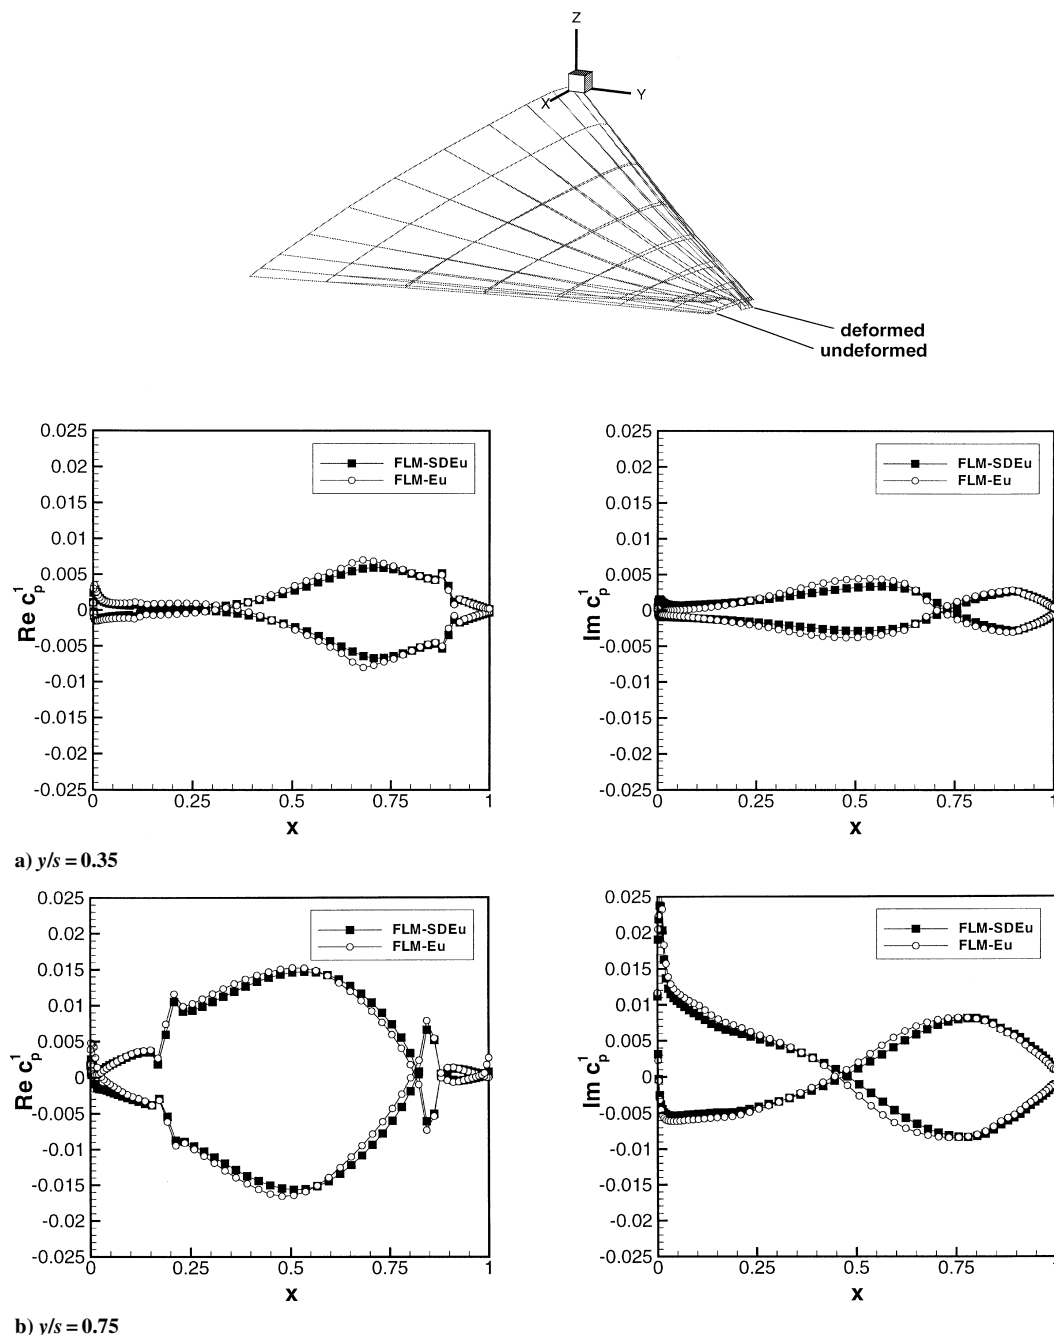 Z
X
Y
deformed
undeformed
0.025
0.02
0.015
0.01
0.005
0
-0.005
-0.01
-0.015
-0.02
-0.025
Re c_p^1
FLM-SDEu
FLM-Eu
0
0.25
0.5
0.75
1
x
0.025
0.02
0.015
0.01
0.005
0
-0.005
-0.01
-0.015
-0.02
-0.025
Im c_p^1
FLM-SDEu
FLM-Eu
0
0.25
0.5
0.75
1
x
a) y/s = 0.35
0.025
0.02
0.015
0.01
0.005
0
-0.005
-0.01
-0.015
-0.02
-0.025
Re c_p^1
FLM-SDEu
FLM-Eu
0
0.25
0.5
0.75
1
x
0.025
0.02
0.015
0.01
0.005
0
-0.005
-0.01
-0.015
-0.02
-0.025
Im c_p^1
FLM-SDEu
FLM-Eu
0
0.25
0.5
0.75
1
x
b) y/s = 0.75